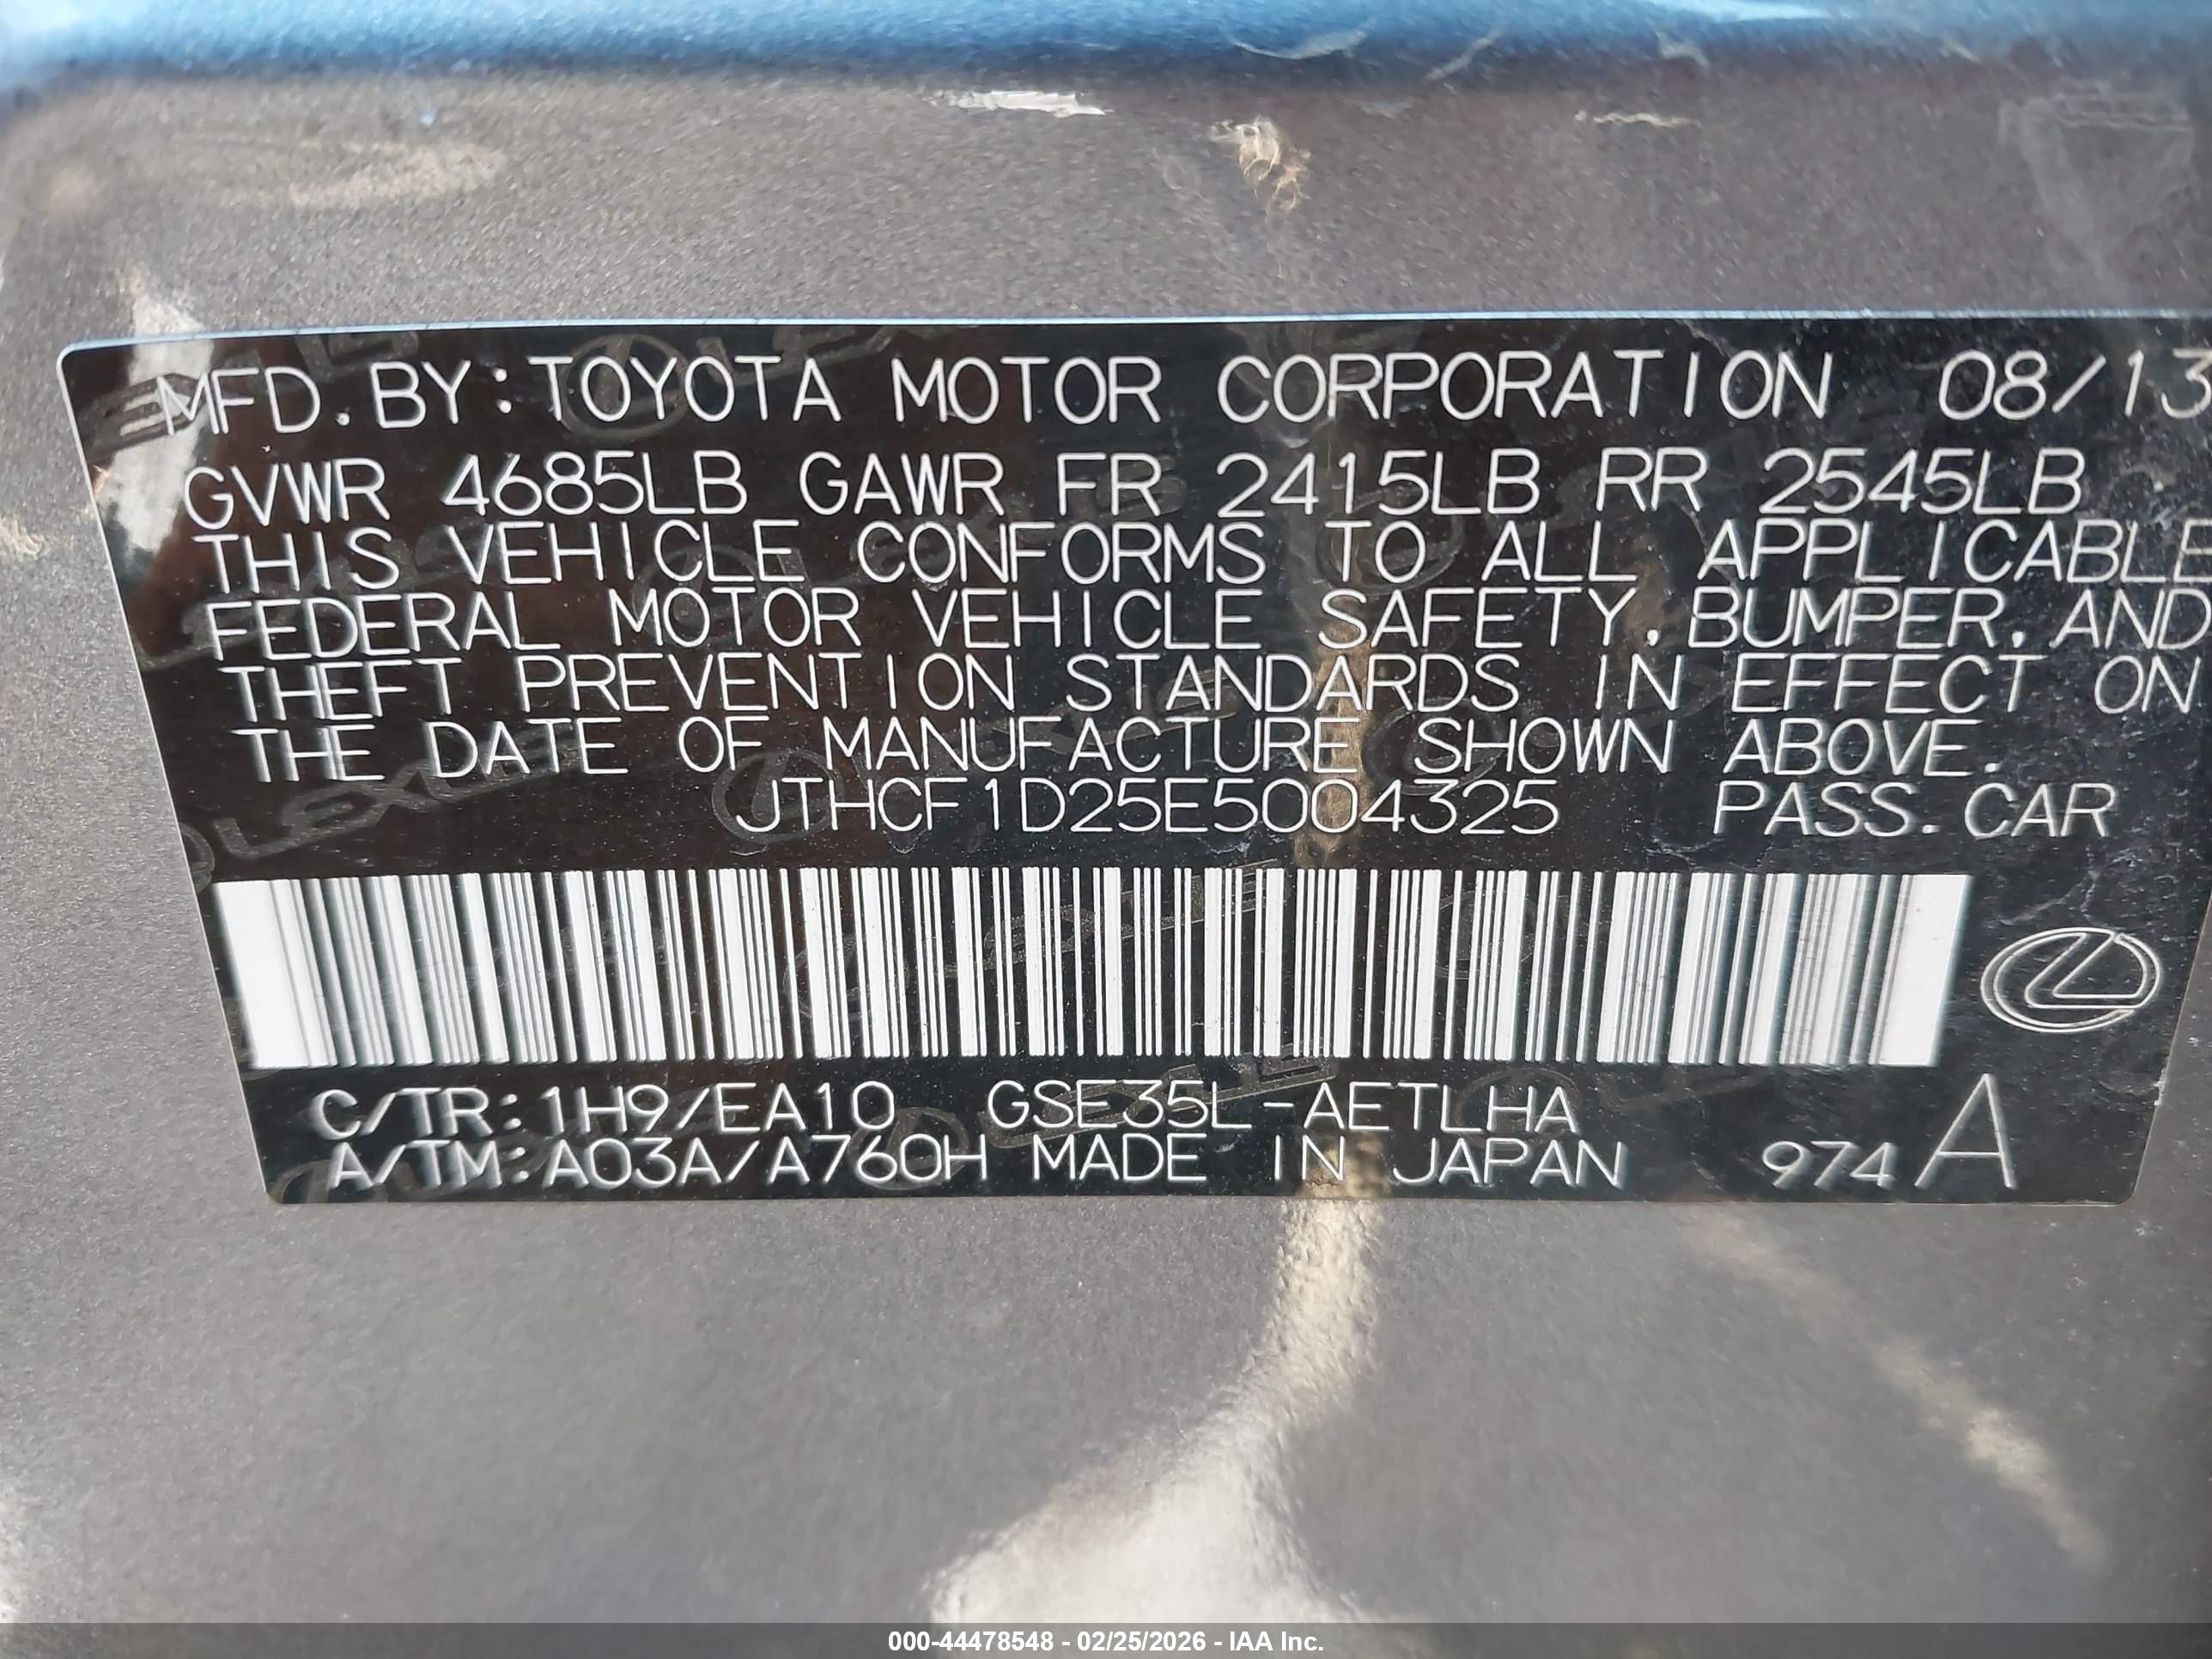 MFD.BY:TOYOTA MOTOR CORPORATION 08/13
GVWR 4685LB GAWR FR 2415LB RR 2545LB
THIS VEHICLE CONFORMS TO ALL APPLICABLE
FEDERAL MOTOR VEHICLE SAFETY,BUMPER,AND
THEFT PREVENTION STANDARDS IN EFFECT ON
THE DATE OF MANUFACTURE SHOWN ABOVE.
JTHCF1D25E5004325 PASS.CAR
C/TR:1H9/EA10 GSE35L-AETLHA
A/TM:A03A/A760H MADE IN JAPAN 974A
000-44478548 - 02/25/2026 - IAA Inc.